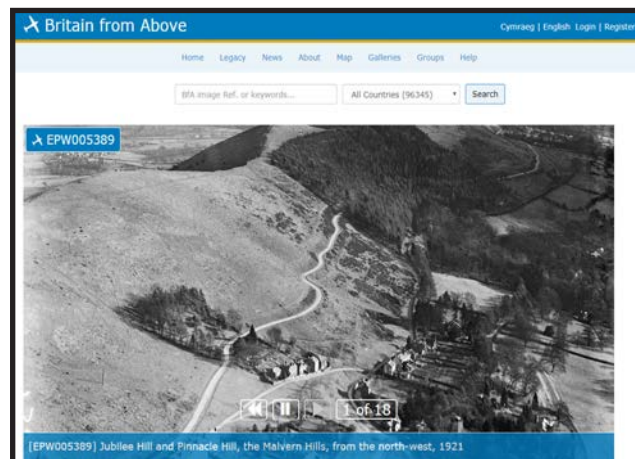 Britain from Above
Cymraeg | English Login | Register
Home Legacy News About Map Galleries Groups Help
BfA image Ref. or keywords...
All Countries (96345)
Search
EPW005389
1 of 18
[EPW005389] Jubilee Hill and Pinnacle Hill, the Malvern Hills, from the north-west, 1921